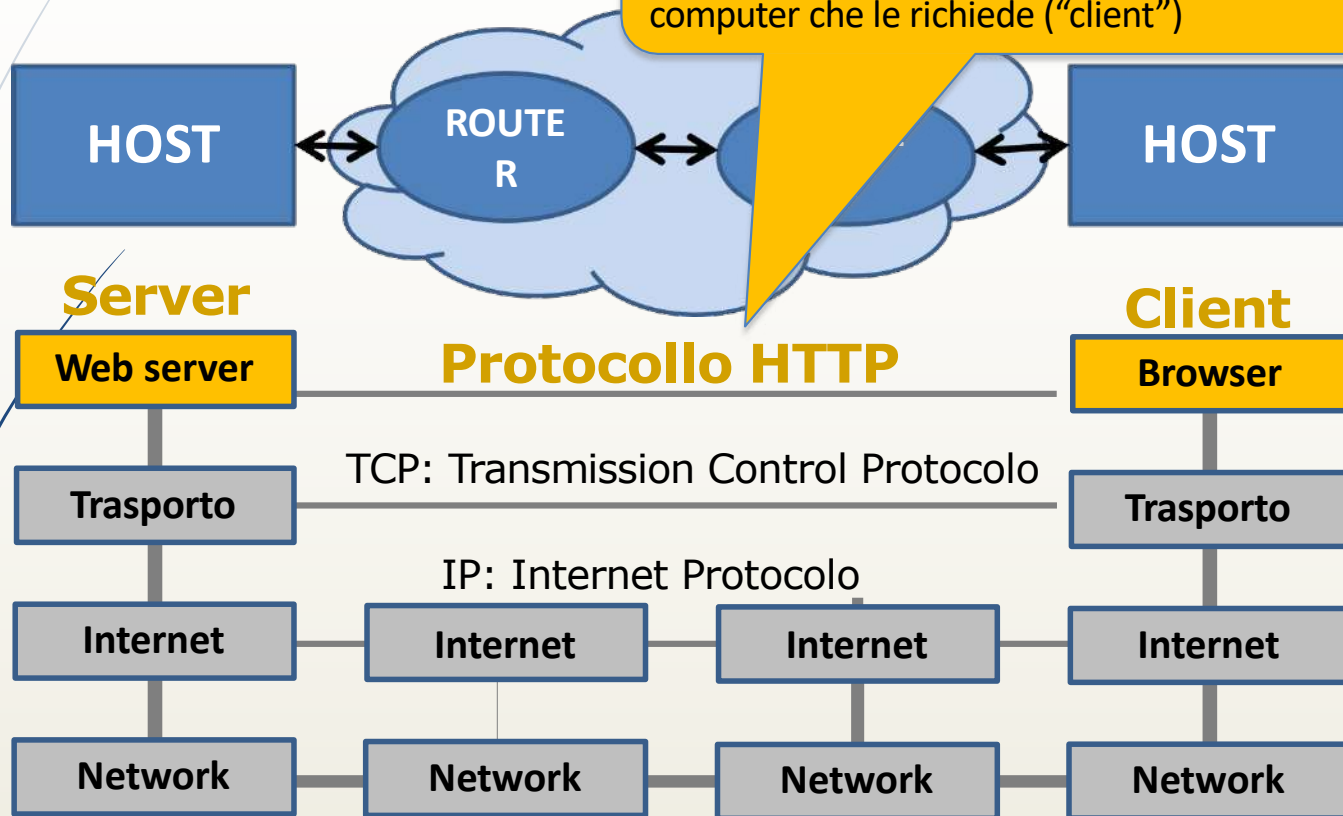 computer che le richiede (“client”)
HOST
ROUTE
R
HOST
Server
Client
Web server
Protocollo HTTP
Browser
TCP: Transmission Control Protocolo
Trasporto
Trasporto
IP: Internet Protocolo
Internet
Internet
Internet
Internet
Network
Network
Network
Network